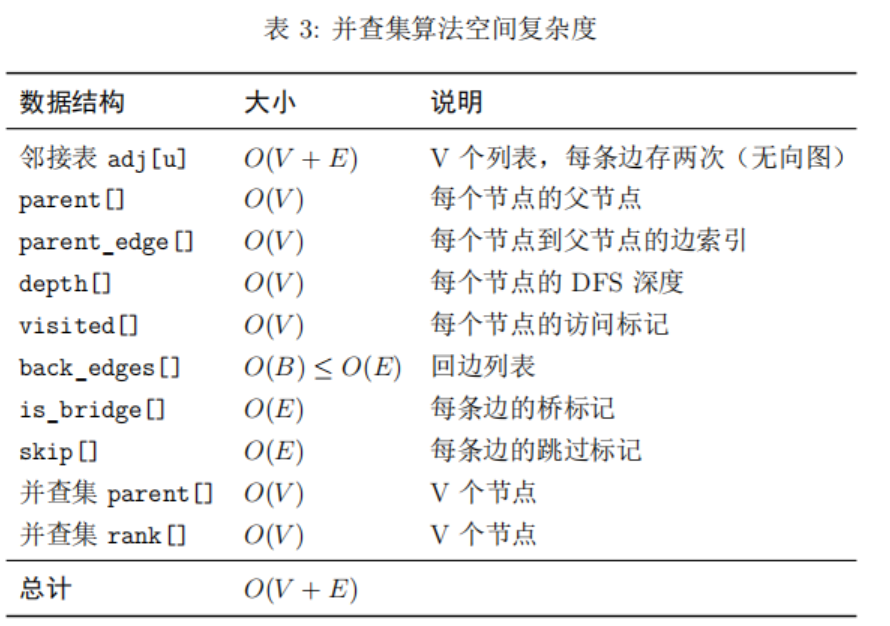 表 3: 并查集算法空间复杂度
数据结构 大小 说明
邻接表 adj[u] O(V + E) V 个列表，每条边存两次（无向图）
parent[] O(V) 每个节点的父节点
parent_edge[] O(V) 每个节点到父节点的边索引
depth[] O(V) 每个节点的 DFS 深度
visited[] O(V) 每个节点的访问标记
back_edges[] O(B) ≤ O(E) 回边列表
is_bridge[] O(E) 每条边的桥标记
skip[] O(E) 每条边的跳过标记
并查集 parent[] O(V) V 个节点
并查集 rank[] O(V) V 个节点
总计 O(V + E)